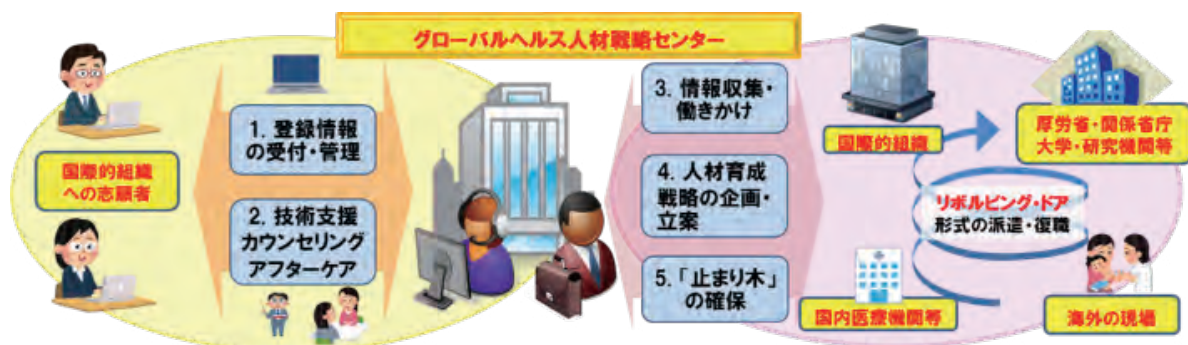 グローバルヘルス人材戦略センター
国際的組織
への志願者
1. 登録情報
の受付・管理
2. 技術支援
カウンセリング
アフターケア
3. 情報収集・
働きかけ
4. 人材育成
戦略の企画・
立案
5.「止まり木」
の確保
国際的組織
厚労省・関係省庁
大学・研究機関等
リボルビング・ドア
形式の派遣・復職
国内医療機関等
海外の現場